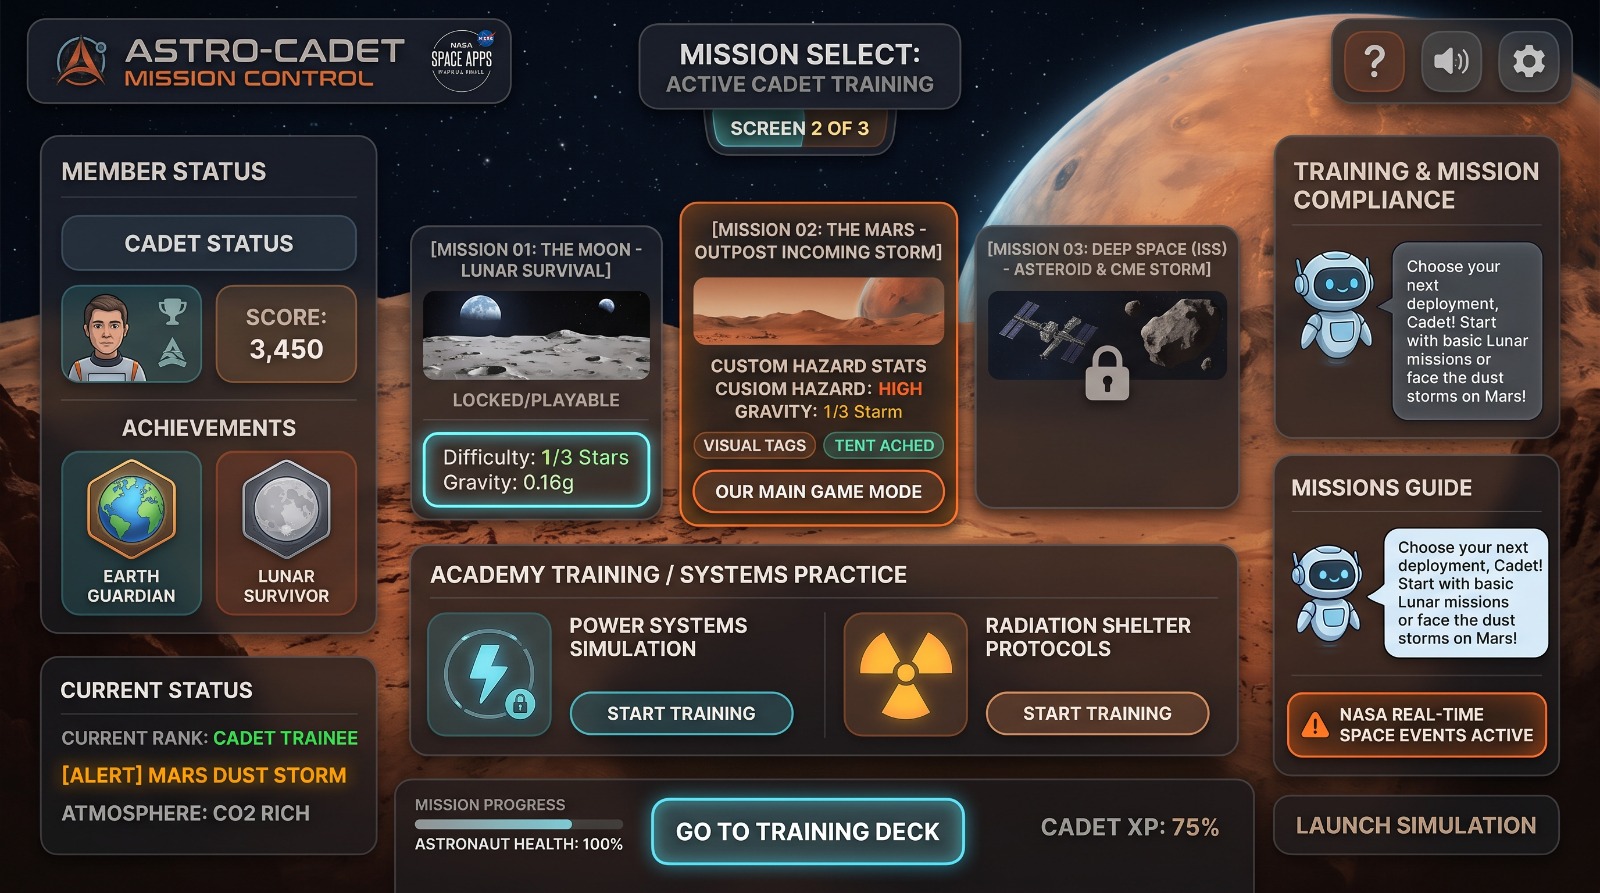 ASTRO-CADET
MISSION CONTROL
NASA
SPACE APPS
MISSION SELECT:
ACTIVE CADET TRAINING
SCREEN 2 OF 3
?
MEMBER STATUS
CADET STATUS
SCORE:
3,450
ACHIEVEMENTS
EARTH
GUARDIAN
LUNAR
SURVIVOR
CURRENT STATUS
CURRENT RANK: CADET TRAINEE
[ALERT] MARS DUST STORM
ATMOSPHERE: CO2 RICH
[MISSION 01: THE MOON -
LUNAR SURVIVAL]
LOCKED/PLAYABLE
Difficulty: 1/3 Stars
Gravity: 0.16g
[MISSION 02: THE MARS -
OUTPOST INCOMING STORM]
CUSTOM HAZARD STATS
CUSIOM HAZARD: HIGH
GRAVITY: 1/3 Starm
VISUAL TAGS
TENT ACHED
OUR MAIN GAME MODE
[MISSION 03: DEEP SPACE (ISS)
- ASTEROID & CME STORM]
ACADEMY TRAINING / SYSTEMS PRACTICE
POWER SYSTEMS
SIMULATION
START TRAINING
RADIATION SHELTER
PROTOCOLS
START TRAINING
MISSION PROGRESS
ASTRONAUT HEALTH: 100%
GO TO TRAINING DECK
CADET XP: 75%
TRAINING & MISSION
COMPLIANCE
Choose your
next
deployment,
Cadet! Start
with basic Lunar
missions or
face the dust
storms on Mars!
MISSIONS GUIDE
Choose your next
deployment, Cadet!
Start with basic
Lunar missions
or face the dust
storms on Mars!
NASA REAL-TIME
SPACE EVENTS ACTIVE
LAUNCH SIMULATION